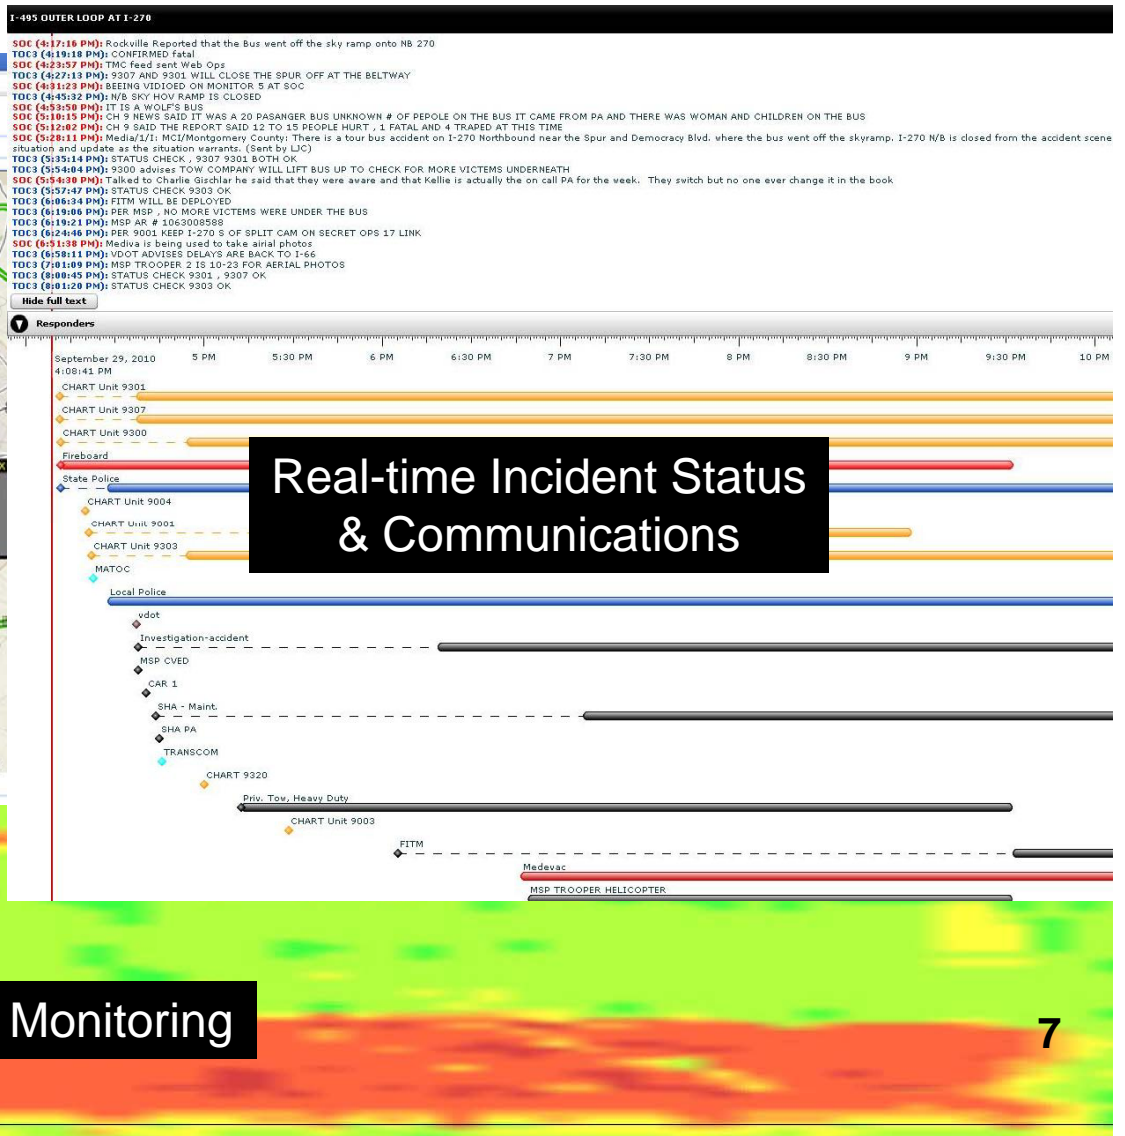 I-495 OUTER LOOP AT I-270
SOC (4:17:16 PM): Rockville Reported that the Bus went off the sky ramp onto NB 270
TOC3 (4:19:18 PM): CONFIRMED fatal
SOC (4:23:57 PM): TMC feed sent Web Ops
TOC3 (4:27:13 PM): 9307 AND 9301 WILL CLOSE THE SPUR OFF AT THE BELTWAY
SOC (4:31:23 PM): BEEING VIDIOED ON MONITOR 5 AT SOC
TOC3 (4:45:32 PM): N/B SKY HOV RAMP IS CLOSED
SOC (4:53:50 PM): IT IS A WOLF'S BUS
SOC (5:10:15 PM): CH 9 NEWS SAID IT WAS A 20 PASANGER BUS UNKNOWN # OF PEPOLE ON THE BUS IT CAME FROM PA AND THERE WAS WOMAN AND CHILDREN ON THE BUS
SOC (5:12:02 PM): CH 9 SAID THE REPORT SAID 12 TO 15 PEOPLE HURT , 1 FATAL AND 4 TRAPED AT THIS TIME
SOC (5:28:11 PM): Media/1/I: MCI/Montgomery County: There is a tour bus accident on I-270 Northbound near the Spur and Democracy Blvd. where the bus went off the skyramp. I-270 N/B is closed from the accident scene
situation and update as the situation warrants. (Sent by LJC)
TOC3 (5:35:14 PM): STATUS CHECK , 9307 9301 BOTH OK
TOC3 (5:54:04 PM): 9300 advises TOW COMPANY WILL LIFT BUS UP TO CHECK FOR MORE VICTEMS UNDERNEATH
SOC (5:54:30 PM): Talked to Charlie Gischlar he said that they were aware and that Kellie is actually the on call PA for the week. They switch but no one ever change it in the book
TOC3 (5:57:47 PM): STATUS CHECK 9303 OK
TOC3 (6:06:34 PM): FITM WILL BE DEPLOYED
TOC3 (6:19:06 PM): PER MSP , NO MORE VICTEMS WERE UNDER THE BUS
TOC3 (6:19:21 PM): MSP AR # 1063008588
TOC3 (6:24:46 PM): PER 9001 KEEP I-270 S OF SPLIT CAM ON SECRET OPS 17 LINK
SOC (6:51:38 PM): Mediva is being used to take airial photos
TOC3 (6:58:11 PM): VDOT ADVISES DELAYS ARE BACK TO I-66
TOC3 (7:01:09 PM): MSP TROOPER 2 IS 10-23 FOR AERIAL PHOTOS
TOC3 (8:00:45 PM): STATUS CHECK 9301 , 9307 OK
TOC3 (8:01:20 PM): STATUS CHECK 9303 OK
Hide full text
Responders
September 29, 2010 5 PM 5:30 PM 6 PM 6:30 PM 7 PM 7:30 PM 8 PM 8:30 PM 9 PM 9:30 PM 10 PM
4:08:41 PM
CHART Unit 9301
CHART Unit 9307
CHART Unit 9300
Fireboard
State Police
Real-time Incident Status
& Communications
CHART Unit 9004
CHART Unit 9001
CHART Unit 9303
MATOC
Local Police
vdot
Investigation-accident
MSP CVED
CAR 1
SHA - Maint.
SHA PA
TRANSCOM
CHART 9320
Priv. Tow, Heavy Duty
CHART Unit 9003
FITM
Medevac
MSP TROOPER HELICOPTER
Monitoring
7